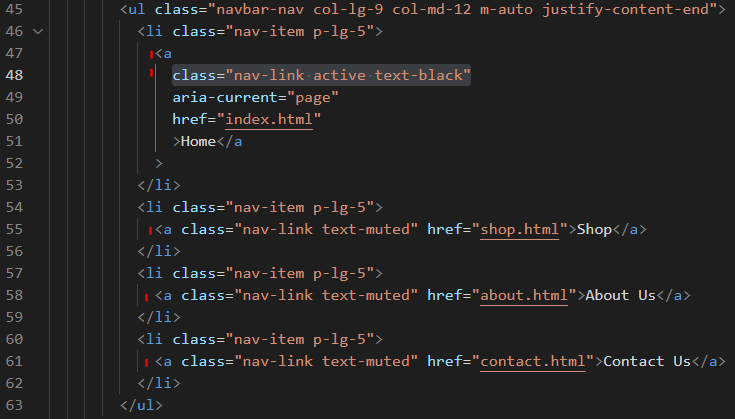 45 <ul class="navbar-nav col-lg-9 col-md-12 m-auto justify-content-end">
46 <li class="nav-item p-lg-5">
47 <a
48 class="nav-link active text-black"
49 aria-current="page"
50 href="index.html"
51 >Home</a
52 >
53 </li>
54 <li class="nav-item p-lg-5">
55 <a class="nav-link text-muted" href="shop.html">Shop</a>
56 </li>
57 <li class="nav-item p-lg-5">
58 <a class="nav-link text-muted" href="about.html">About Us</a>
59 </li>
60 <li class="nav-item p-lg-5">
61 <a class="nav-link text-muted" href="contact.html">Contact Us</a>
62 </li>
63 </ul>